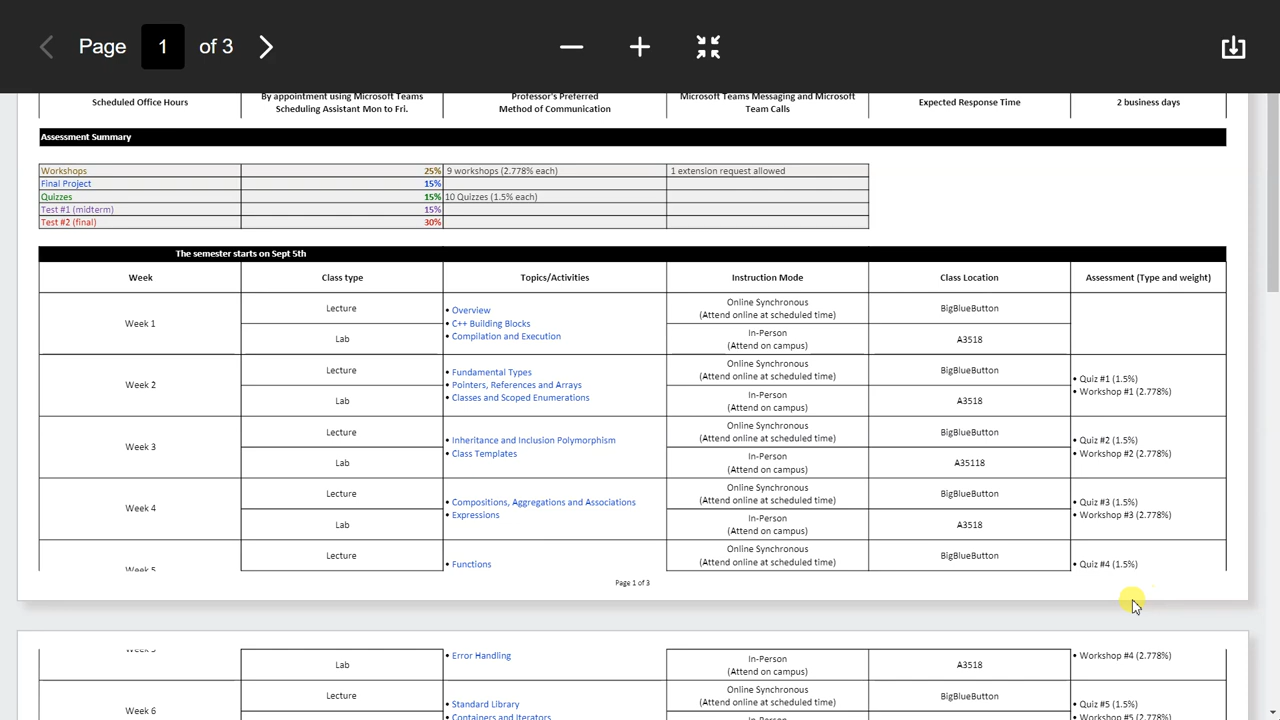 Page 1 of 3
Scheduled Office Hours
By appointment using Microsoft Teams
Scheduling Assistant Mon to Fri.
Professor's Preferred
Method of Communication
Microsoft Teams Messaging and Microsoft
Team Calls
Expected Response Time
2 business days
Assessment Summary
Workshops 25% 9 workshops (2.778% each) 1 extension request allowed
Final Project 15%
Quizzes 15% 10 Quizzes (1.5% each)
Test #1 (midterm) 15%
Test #2 (final) 30%
The semester starts on Sept 5th
Week Class type Topics/Activities Instruction Mode Class Location Assessment (Type and weight)
Week 1
Lecture
Lab
• Overview
• C++ Building Blocks
• Compilation and Execution
Online Synchronous
(Attend online at scheduled time)
In-Person
(Attend on campus)
BigBlueButton
A3518
Week 2
Lecture
Lab
• Fundamental Types
• Pointers, References and Arrays
• Classes and Scoped Enumerations
Online Synchronous
(Attend online at scheduled time)
In-Person
(Attend on campus)
BigBlueButton
A3518
• Quiz #1 (1.5%)
• Workshop #1 (2.778%)
Week 3
Lecture
Lab
• Inheritance and Inclusion Polymorphism
• Class Templates
Online Synchronous
(Attend online at scheduled time)
In-Person
(Attend on campus)
BigBlueButton
A35118
• Quiz #2 (1.5%)
• Workshop #2 (2.778%)
Week 4
Lecture
Lab
• Compositions, Aggregations and Associations
• Expressions
Online Synchronous
(Attend online at scheduled time)
In-Person
(Attend on campus)
BigBlueButton
A3518
• Quiz #3 (1.5%)
• Workshop #3 (2.778%)
Week 5
Lecture
• Functions
Online Synchronous
(Attend online at scheduled time)
BigBlueButton
• Quiz #4 (1.5%)
Page 1 of 3
Lab
• Error Handling
In-Person
(Attend on campus)
A3518
• Workshop #4 (2.778%)
Week 6
Lecture
• Standard Library
• Containers and Iterators
Online Synchronous
(Attend online at scheduled time)
In-Person
BigBlueButton
• Quiz #5 (1.5%)
• Workshop #5 (2.778%)